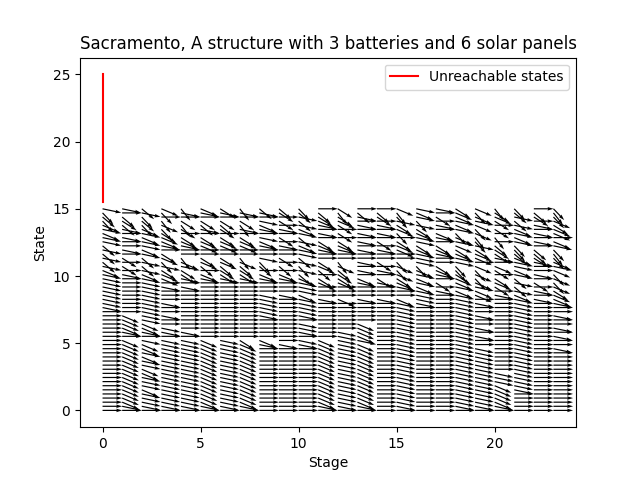 Sacramento, A structure with 3 batteries and 6 solar panels
Unreachable states
25
20
15
10
5
0
State
0
5
10
15
20
Stage